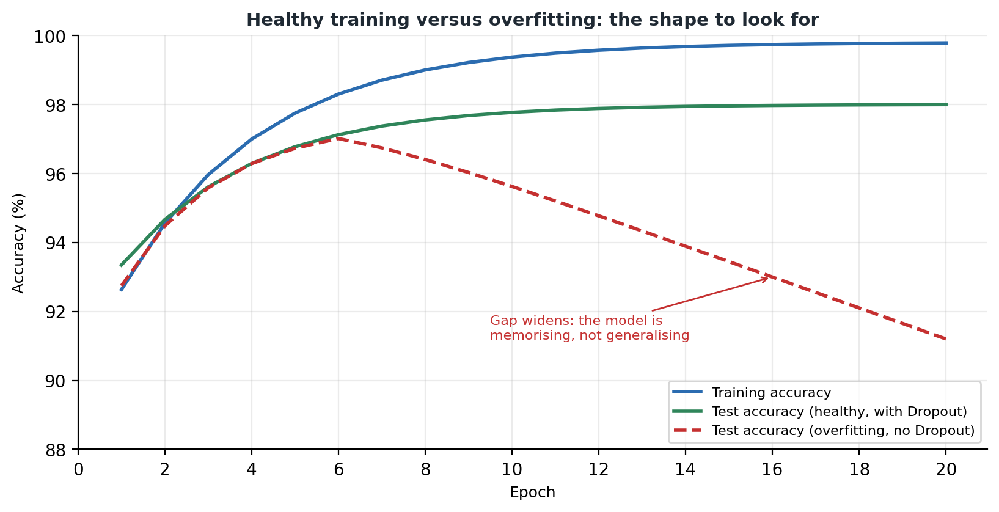 Healthy training versus overfitting: the shape to look for
100
98
96
94
92
90
88
Accuracy (%)
Gap widens: the model is
memorising, not generalising
Training accuracy
Test accuracy (healthy, with Dropout)
Test accuracy (overfitting, no Dropout)
0 2 4 6 8 10 12 14 16 18 20
Epoch